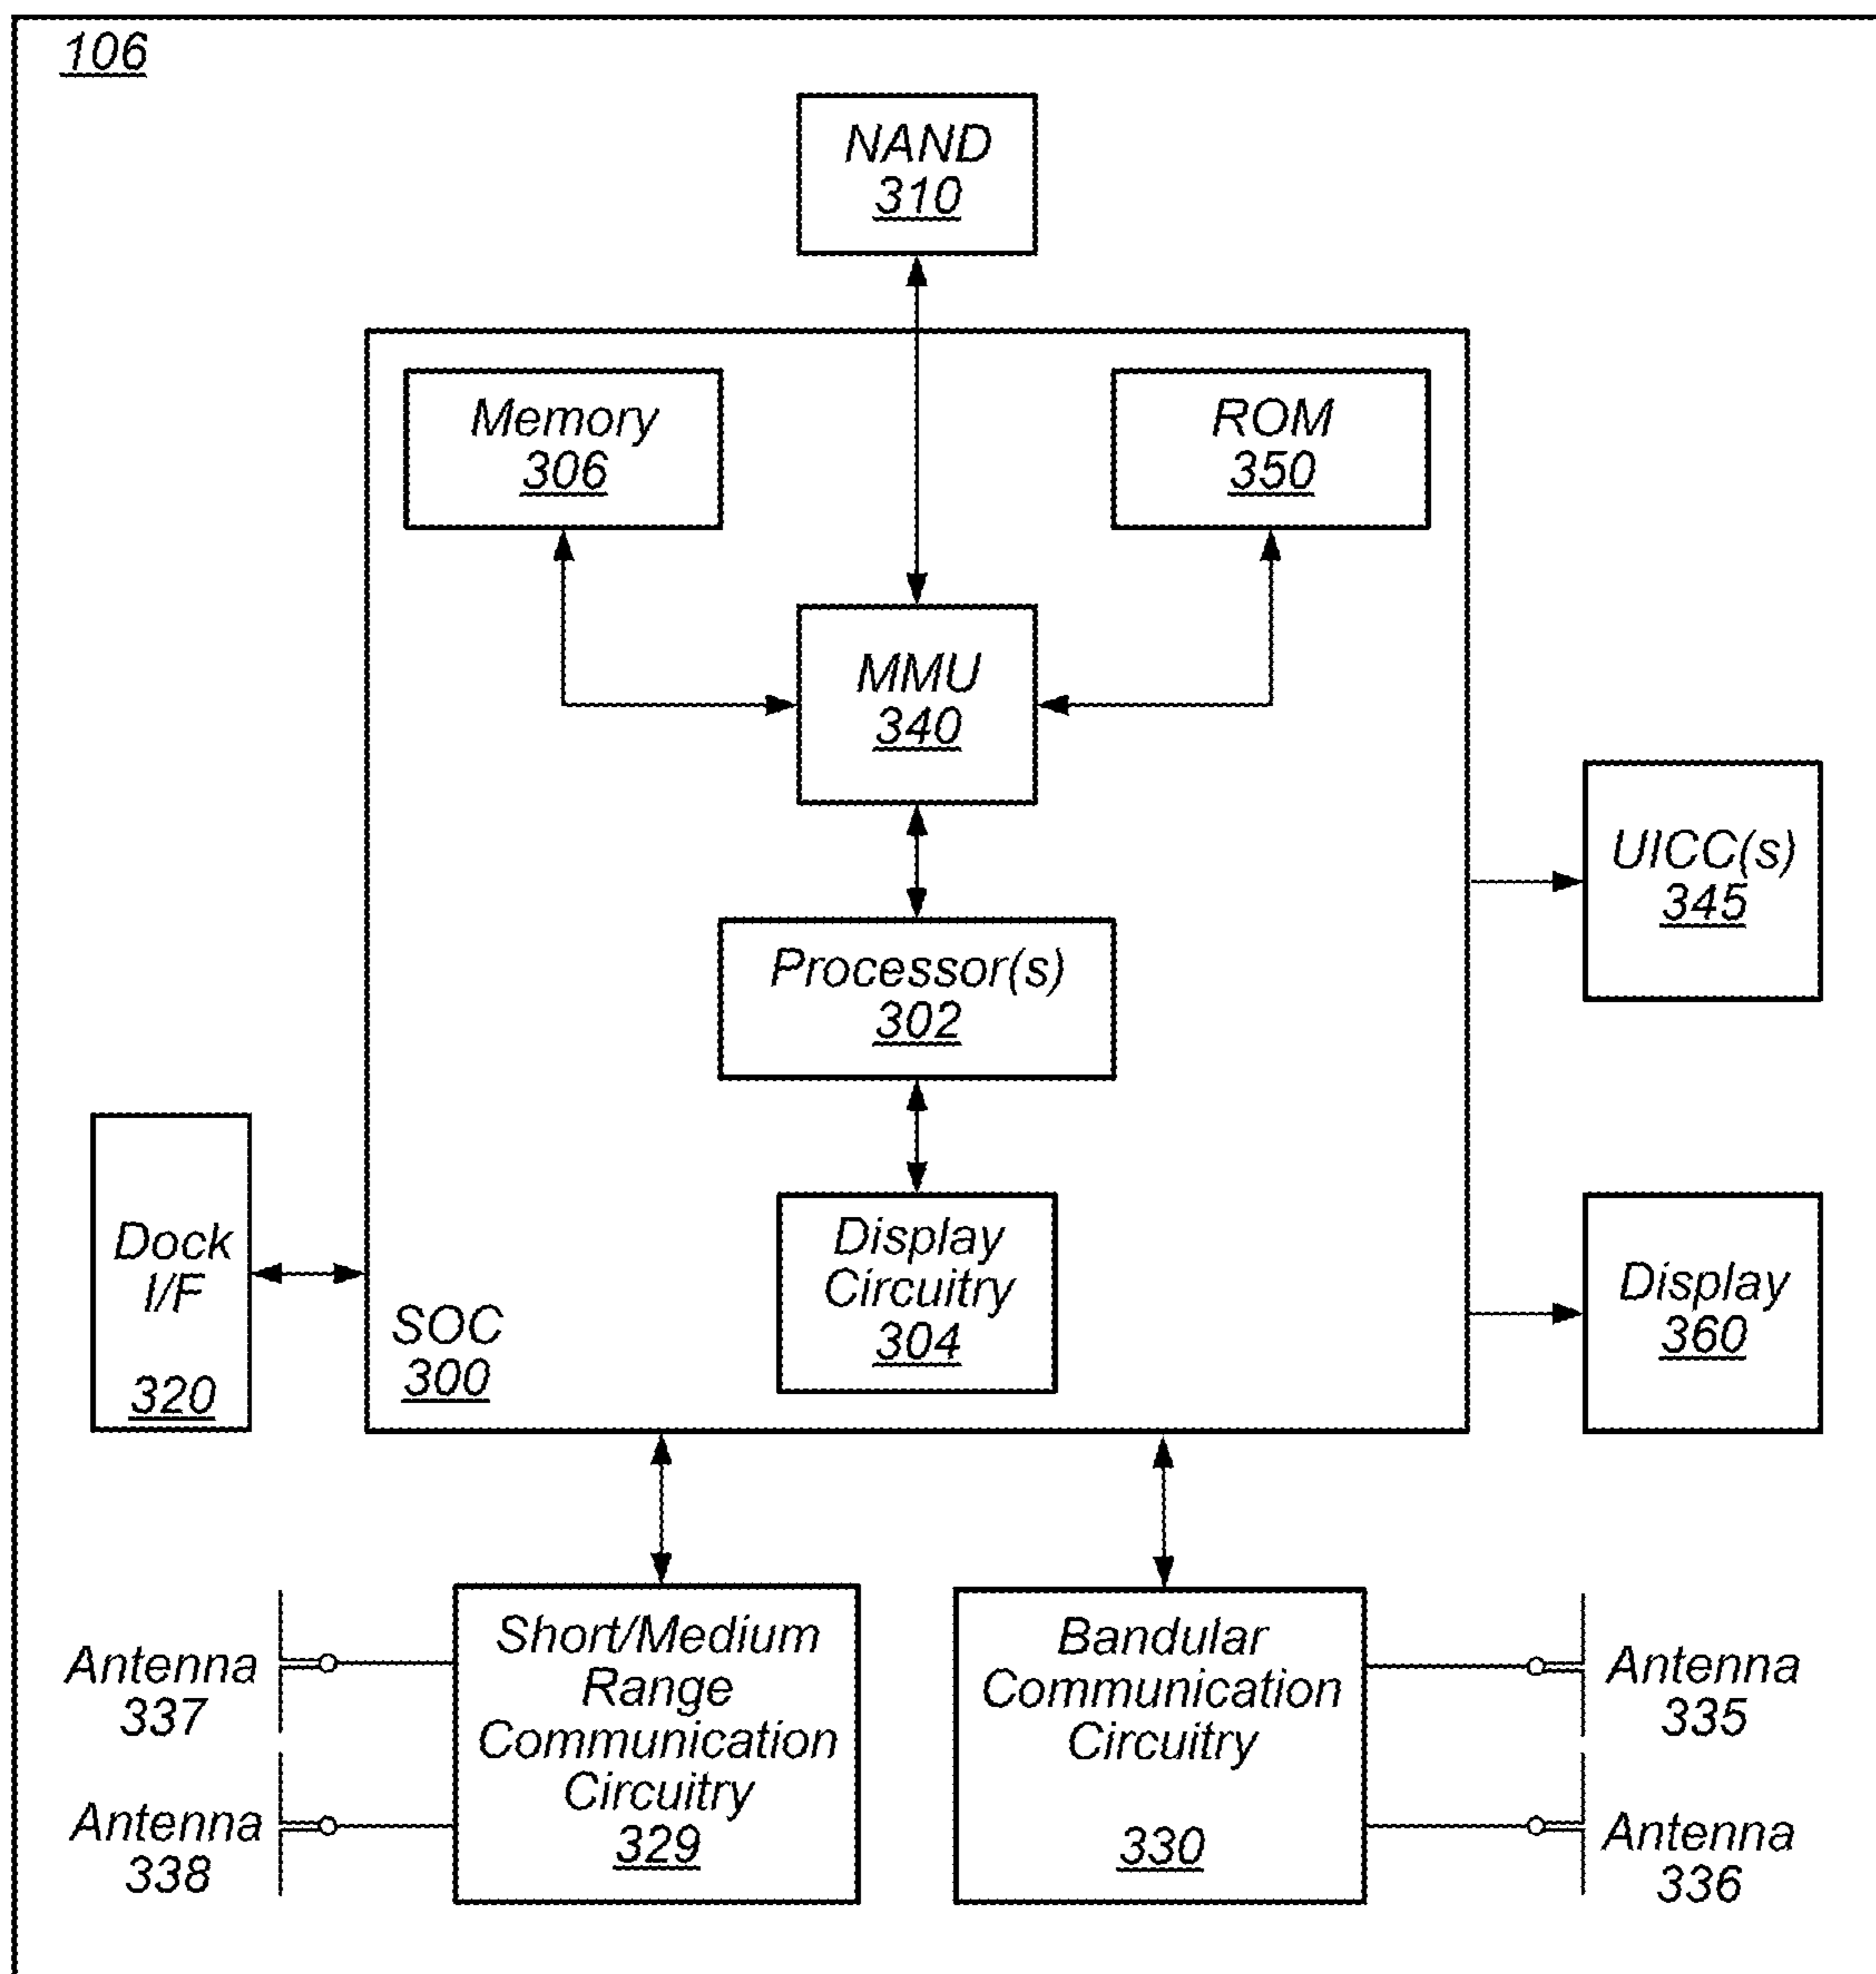 106
NAND
310
Memory
306
ROM
350
MMU
340
UICC(s)
345
Processor(s)
302
Dock
I/F
320
Display
Circuitry
304
SOC
300
Display
360
Short/Medium
Range
Communication
Circuitry
329
Bandular
Communication
Circuitry
330
Antenna
337
Antenna
338
Antenna
335
Antenna
336